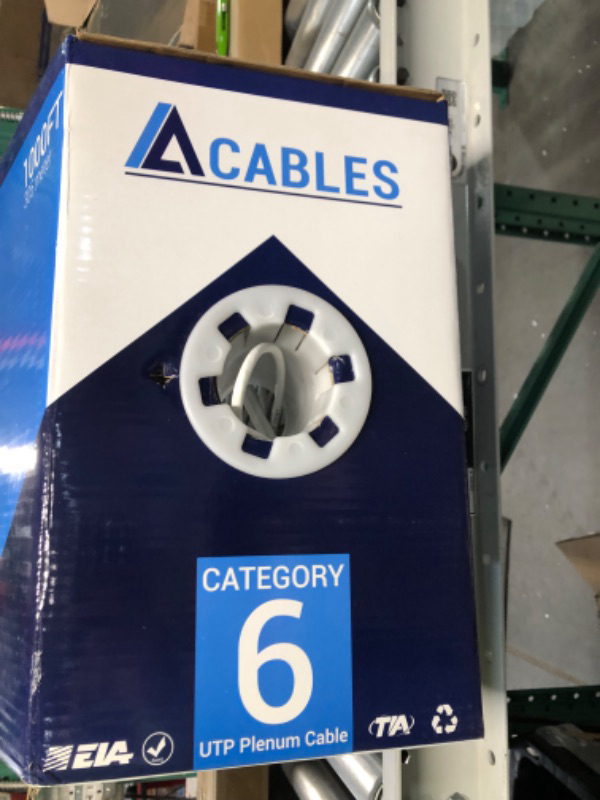 1000FT
CABLES
CATEGORY
6
UTP Plenum Cable
EIA
TIA